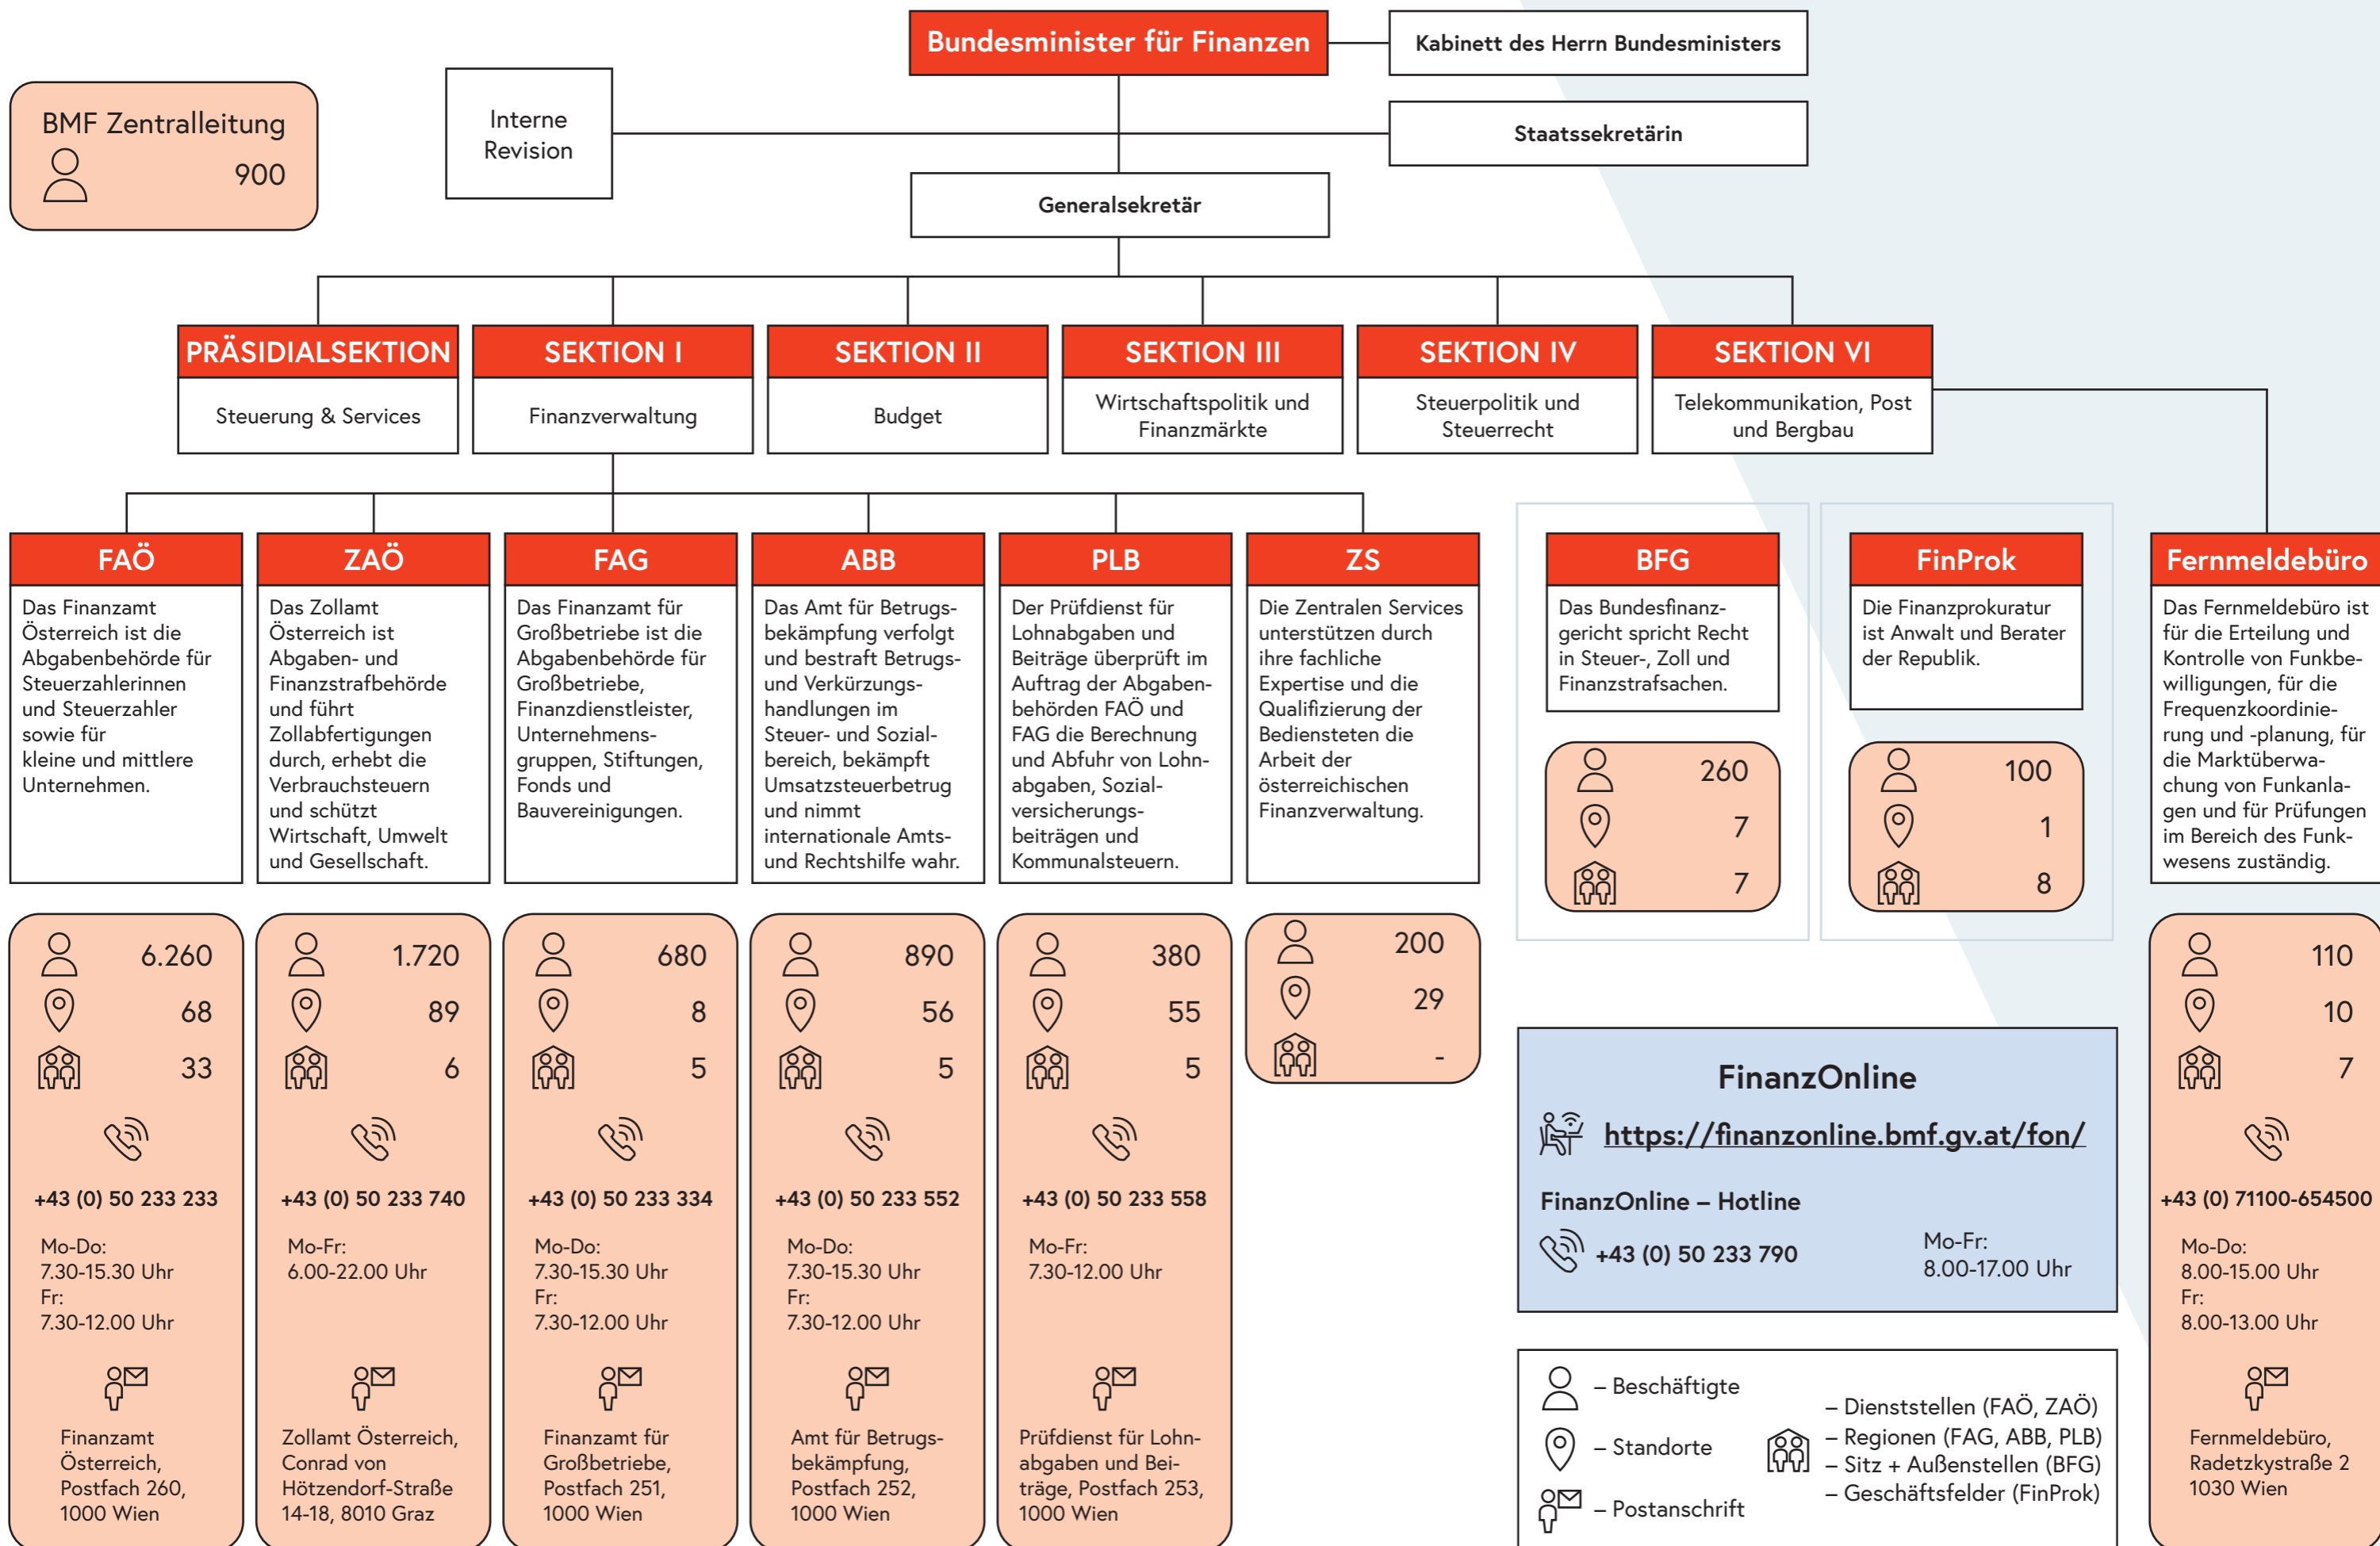 Bundesminister für Finanzen
Kabinett des Herrn Bundesministers
BMF Zentralleitung
900
Interne
Revision
Staatssekretärin
Generalsekretär
PRÄSIDIALSEKTION
Steuerung & Services
SEKTION I
Finanzverwaltung
SEKTION II
Budget
SEKTION III
Wirtschaftspolitik und
Finanzmärkte
SEKTION IV
Steuerpolitik und
Steuerrecht
SEKTION VI
Telekommunikation, Post
und Bergbau
FAÖ
Das Finanzamt
Österreich ist die
Abgabenbehörde für
Steuerzahlerinnen
und Steuerzahler
sowie für
kleine und mittlere
Unternehmen.
6.260
68
33
+43 (0) 50 233 233
Mo-Do:
7.30-15.30 Uhr
Fr:
7.30-12.00 Uhr
Finanzamt
Österreich,
Postfach 260,
1000 Wien
ZAÖ
Das Zollamt
Österreich ist
Abgaben- und
Finanzstrafbehörde
und führt
Zollabfertigungen
durch, erhebt die
Verbrauchsteuern
und schützt
Wirtschaft, Umwelt
und Gesellschaft.
1.720
89
6
+43 (0) 50 233 740
Mo-Fr:
6.00-22.00 Uhr
Zollamt Österreich,
Conrad von
Hötzendorf-Straße
14-18, 8010 Graz
FAG
Das Finanzamt für
Großbetriebe ist die
Abgabenbehörde für
Großbetriebe,
Finanzdienstleister,
Unternehmens-
gruppen, Stiftungen,
Fonds und
Bauvereinigungen.
680
8
5
+43 (0) 50 233 334
Mo-Do:
7.30-15.30 Uhr
Fr:
7.30-12.00 Uhr
Finanzamt für
Großbetriebe,
Postfach 251,
1000 Wien
ABB
Das Amt für Betrugs-
bekämpfung verfolgt
und bestraft Betrugs-
und Verkürzungs-
handlungen im
Steuer- und Sozial-
bereich, bekämpft
Umsatzsteuerbetrug
und nimmt
internationale Amts-
und Rechtshilfe wahr.
890
56
5
+43 (0) 50 233 552
Mo-Do:
7.30-15.30 Uhr
Fr:
7.30-12.00 Uhr
Amt für Betrugs-
bekämpfung,
Postfach 252,
1000 Wien
PLB
Der Prüfdienst für
Lohnabgaben und
Beiträge überprüft im
Auftrag der Abgaben-
behörden FAÖ und
FAG die Berechnung
und Abfuhr von Lohn-
abgaben, Sozial-
versicherungs-
beiträgen und
Kommunalsteuern.
380
55
5
+43 (0) 50 233 558
Mo-Fr:
7.30-12.00 Uhr
Prüfdienst für Lohn-
abgaben und Bei-
träge, Postfach 253,
1000 Wien
ZS
Die Zentralen Services
unterstützen durch
ihre fachliche
Expertise und die
Qualifizierung der
Bediensteten die
Arbeit der
österreichischen
Finanzverwaltung.
200
29
-
BFG
Das Bundesfinanz-
gericht spricht Recht
in Steuer-, Zoll und
Finanzstrafsachen.
260
7
7
FinProk
Die Finanzprokuratur
ist Anwalt und Berater
der Republik.
100
1
8
Fernmeldebüro
Das Fernmeldebüro ist
für die Erteilung und
Kontrolle von Funkbe-
willigungen, für die
Frequenzkoordinie-
rung und -planung, für
die Marktüberwa-
chung von Funkanla-
gen und für Prüfungen
im Bereich des Funk-
wesens zuständig.
110
10
7
+43 (0) 71100-654500
Mo-Do:
8.00-15.00 Uhr
Fr:
8.00-13.00 Uhr
Fernmeldebüro,
Radetzkystraße 2
1030 Wien
FinanzOnline
https://finanzonline.bmf.gv.at/fon/
FinanzOnline – Hotline
+43 (0) 50 233 790
Mo-Fr:
8.00-17.00 Uhr
– Beschäftigte
– Standorte
– Postanschrift
– Dienststellen (FAÖ, ZAÖ)
– Regionen (FAG, ABB, PLB)
– Sitz + Außenstellen (BFG)
– Geschäftsfelder (FinProk)